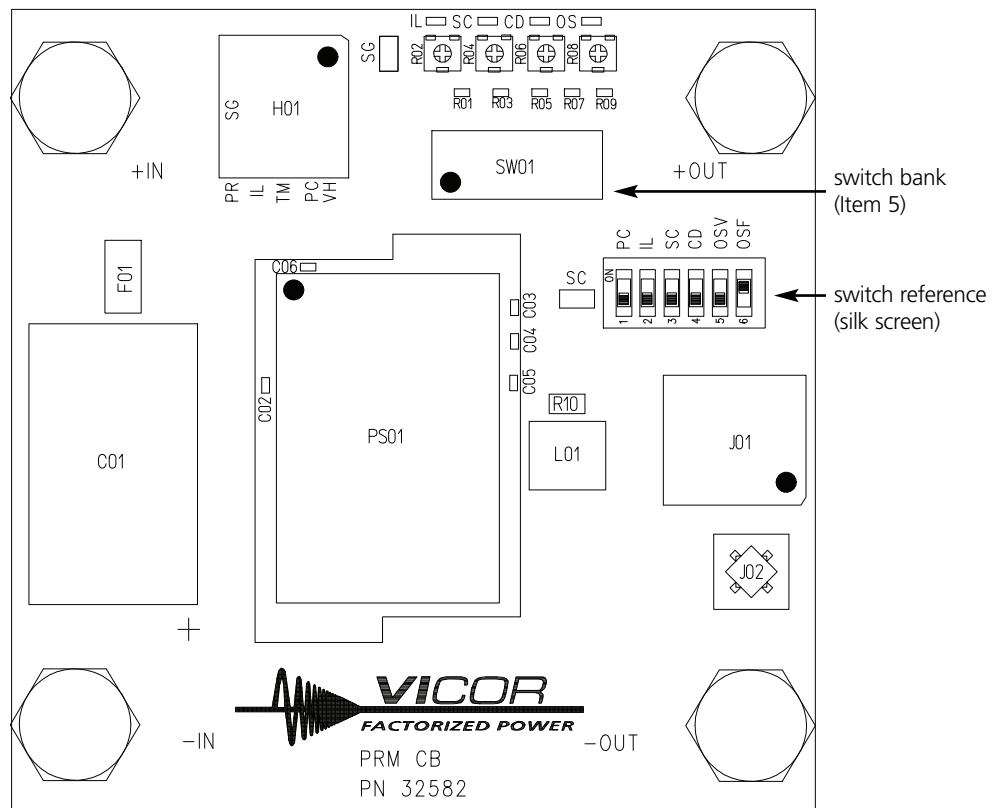 IL SC CD OS
R02 R04 R06 R08
SG
R01 R03 R05 R07 R09
SG
H01
SW01
+IN
+OUT
PR IL TM PC VH
switch bank
(Item 5)
PC IL SC CD OSV OSF
C06
F01
SC
ON
1 2 3 4 5 6
switch reference
(silk screen)
C03
C04
C05
C02
R10
PS01
L01
J01
C01
J02
+
VICOR
FACTORIZED POWER
-IN
-OUT
PRM CB
PN 32582